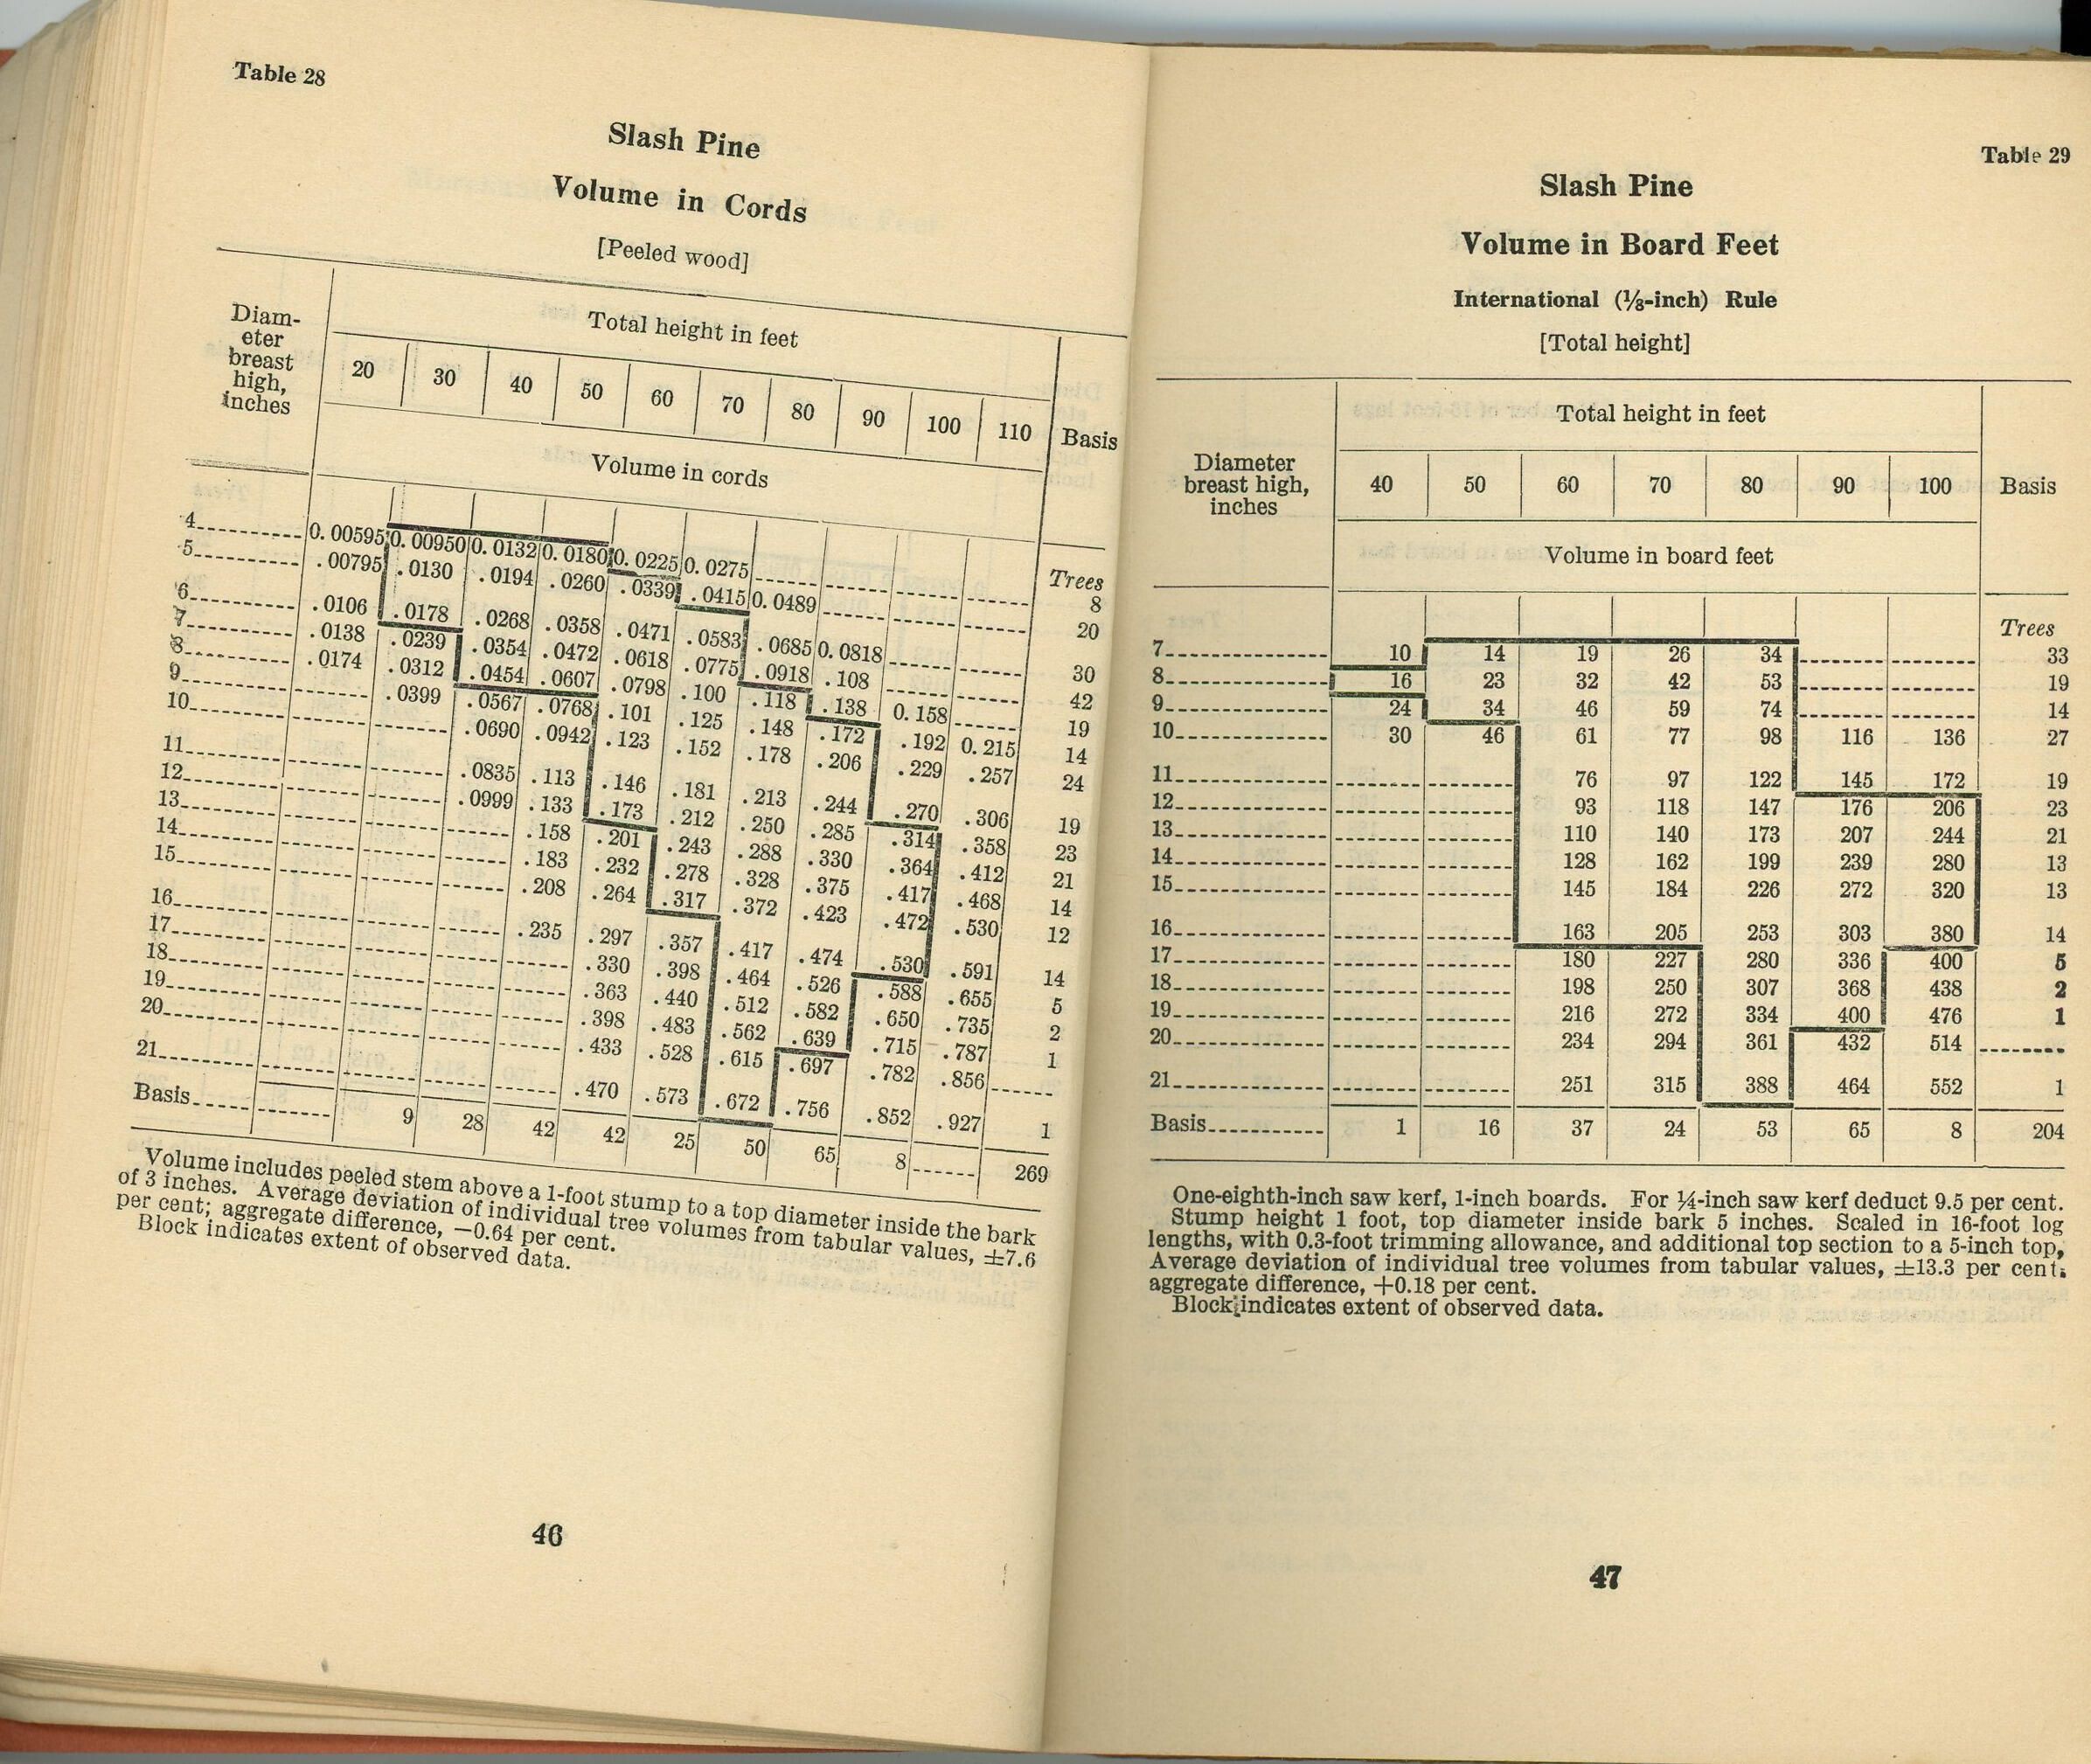 Table 28
Slash Pine
Volume in Cords
[Peeled wood]
Diam-
eter
breast
high,
inches
Total height in feet
20 30 40 50 60 70 80 90 100 110
Basis
Volume in cords
Trees
4 0.00595 0.00950 0.0132 0.0180 0.0225 0.0275 8
5 .00795 .0130 .0194 .0260 .0339 .0415 0.0489 20
6 .0106 .0178 .0268 .0358 .0471 .0583 .0685 0.0818 30
7 .0138 .0239 .0354 .0472 .0618 .0775 .0918 .108 42
8 .0174 .0312 .0454 .0607 .0798 .100 .118 .138 0.158 19
9 .0399 .0567 .0768 .101 .125 .148 .172 .192 0.215 14
10 .0690 .0942 .123 .152 .178 .206 .229 .257 24
11 .0835 .113 .146 .181 .213 .244 .270 .306 19
12 .0999 .133 .173 .212 .250 .285 .314 .358 23
13 .158 .201 .243 .288 .330 .364 .412 21
14 .183 .232 .278 .328 .375 .417 .468 14
15 .208 .264 .317 .372 .423 .472 .530 12
16 .235 .297 .357 .417 .474 .530 .591 14
17 .330 .398 .464 .526 .588 .655 5
18 .363 .440 .512 .582 .650 .735 2
19 .398 .483 .562 .639 .715 .787 1
20 .433 .528 .615 .697 .782 .856
21 .470 .573 .672 .756 .852 .927 1
Basis 9 28 42 42 25 50 65 8 269
Volume includes peeled stem above a 1-foot stump to a top diameter inside the bark
of 3 inches. Average deviation of individual tree volumes from tabular values, ±7.6
per cent; aggregate difference, −0.64 per cent.
Block indicates extent of observed data.
46
Table 29
Slash Pine
Volume in Board Feet
International (⅛-inch) Rule
[Total height]
Diameter
breast high,
inches
Total height in feet
40 50 60 70 80 90 100
Basis
Volume in board feet
Trees
7 10 14 19 26 34 33
8 16 23 32 42 53 19
9 24 34 46 59 74 14
10 30 46 61 77 98 116 136 27
11 76 97 122 145 172 19
12 93 118 147 176 206 23
13 110 140 173 207 244 21
14 128 162 199 239 280 13
15 145 184 226 272 320 13
16 163 205 253 303 380 14
17 180 227 280 336 400 5
18 198 250 307 368 438 2
19 216 272 334 400 476 1
20 234 294 361 432 514
21 251 315 388 464 552 1
Basis 1 16 37 24 53 65 8 204
One-eighth-inch saw kerf, 1-inch boards. For ¼-inch saw kerf deduct 9.5 per cent.
Stump height 1 foot, top diameter inside bark 5 inches. Scaled in 16-foot log
lengths, with 0.3-foot trimming allowance, and additional top section to a 5-inch top,
Average deviation of individual tree volumes from tabular values, ±13.3 per cent.
aggregate difference, +0.18 per cent.
Block indicates extent of observed data.
47